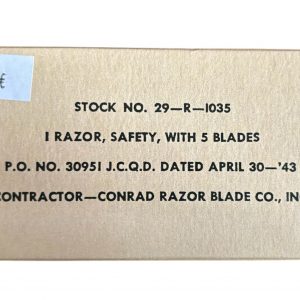 €
STOCK NO. 29—R—1035
1 RAZOR, SAFETY, WITH 5 BLADES
P.O. NO. 30951 J.C.Q.D. DATED APRIL 30—'43
CONTRACTOR—CONRAD RAZOR BLADE CO., INC